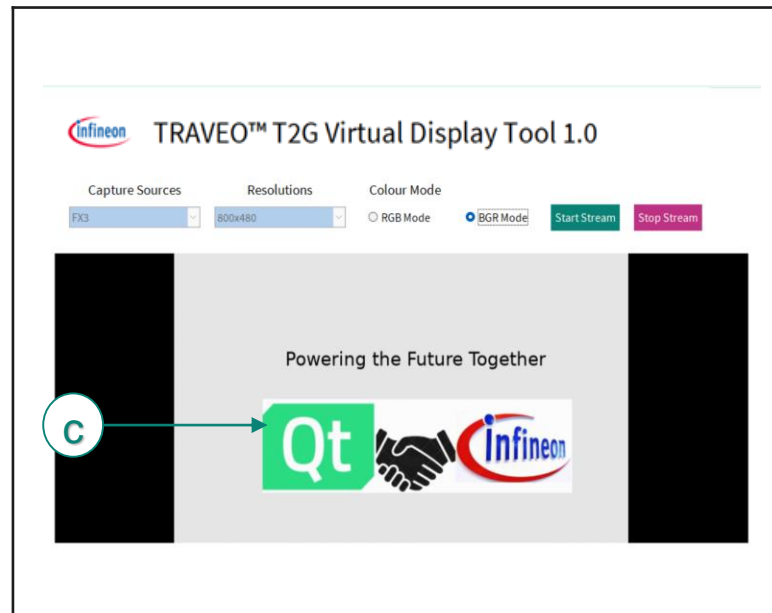 infineon TRAVEO™ T2G Virtual Display Tool 1.0
Capture Sources Resolutions Colour Mode
FX3 800x480 RGB Mode BGR Mode Start Stream Stop Stream
Powering the Future Together
C Qt infineon